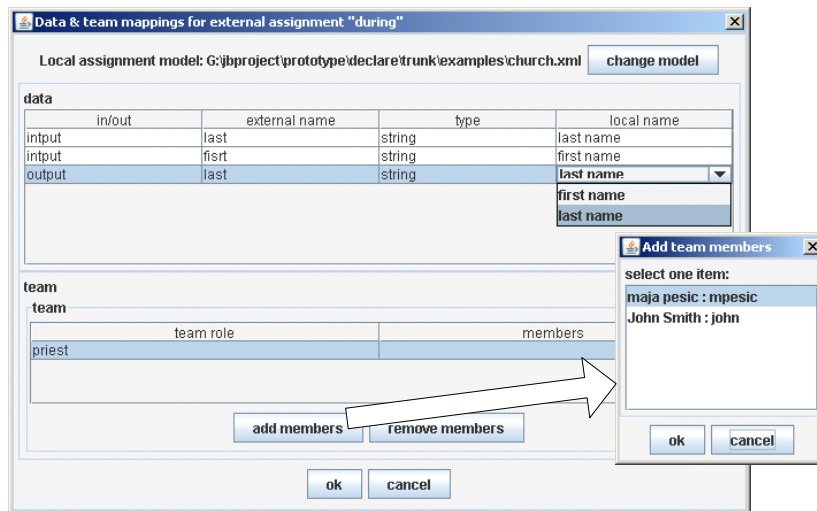 Data & team mappings for external assignment "during"
Local assignment model: G:\jbproject\prototype\declare\trunk\examples\church.xml change model
data
in/out external name type local name
intput last string last name
intput fisrt string first name
output last string last name
first name
last name
team
team
team role members
priest
add members remove members
ok cancel
Add team members
select one item:
maja pesic : mpesic
John Smith : john
ok cancel